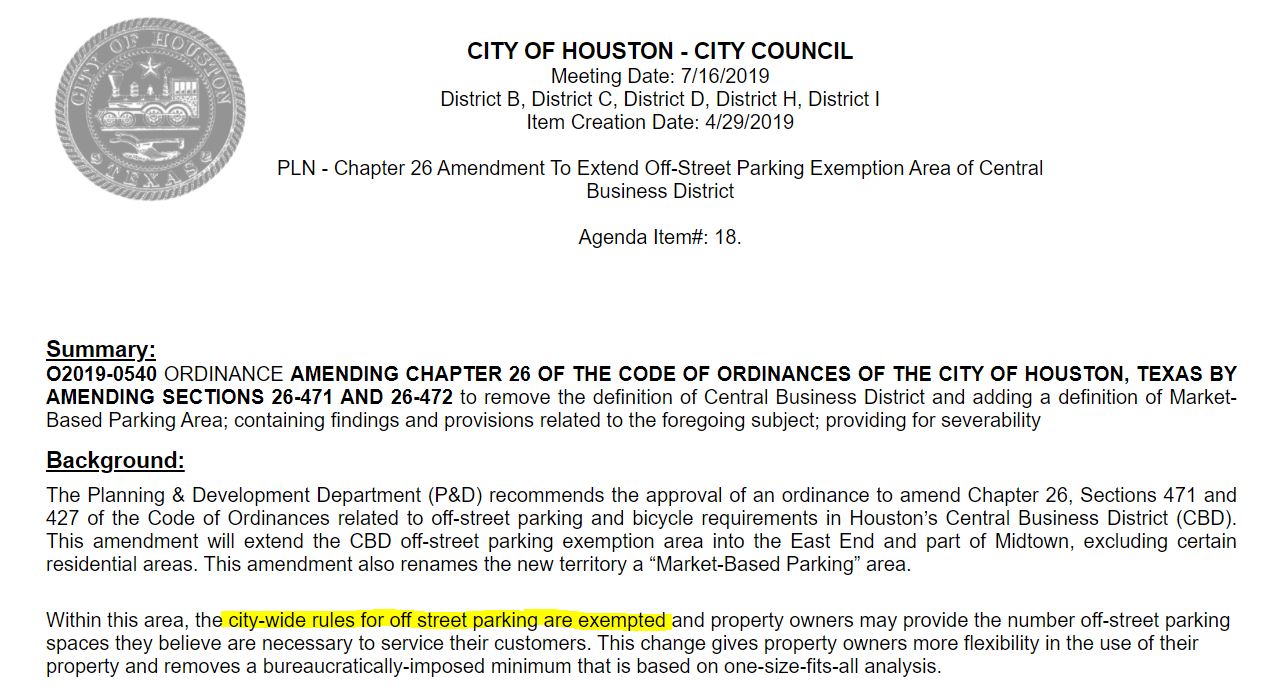 CITY OF HOUSTON
TEXAS
CITY OF HOUSTON - CITY COUNCIL
Meeting Date: 7/16/2019
District B, District C, District D, District H, District I
Item Creation Date: 4/29/2019
PLN - Chapter 26 Amendment To Extend Off-Street Parking Exemption Area of Central
Business District
Agenda Item#: 18.
Summary:
O2019-0540 ORDINANCE AMENDING CHAPTER 26 OF THE CODE OF ORDINANCES OF THE CITY OF HOUSTON, TEXAS BY
AMENDING SECTIONS 26-471 AND 26-472 to remove the definition of Central Business District and adding a definition of Market-
Based Parking Area; containing findings and provisions related to the foregoing subject; providing for severability
Background:
The Planning & Development Department (P&D) recommends the approval of an ordinance to amend Chapter 26, Sections 471 and
427 of the Code of Ordinances related to off-street parking and bicycle requirements in Houston's Central Business District (CBD).
This amendment will extend the CBD off-street parking exemption area into the East End and part of Midtown, excluding certain
residential areas. This amendment also renames the new territory a “Market-Based Parking” area.
Within this area, the city-wide rules for off street parking are exempted and property owners may provide the number off-street parking
spaces they believe are necessary to service their customers. This change gives property owners more flexibility in the use of their
property and removes a bureaucratically-imposed minimum that is based on one-size-fits-all analysis.